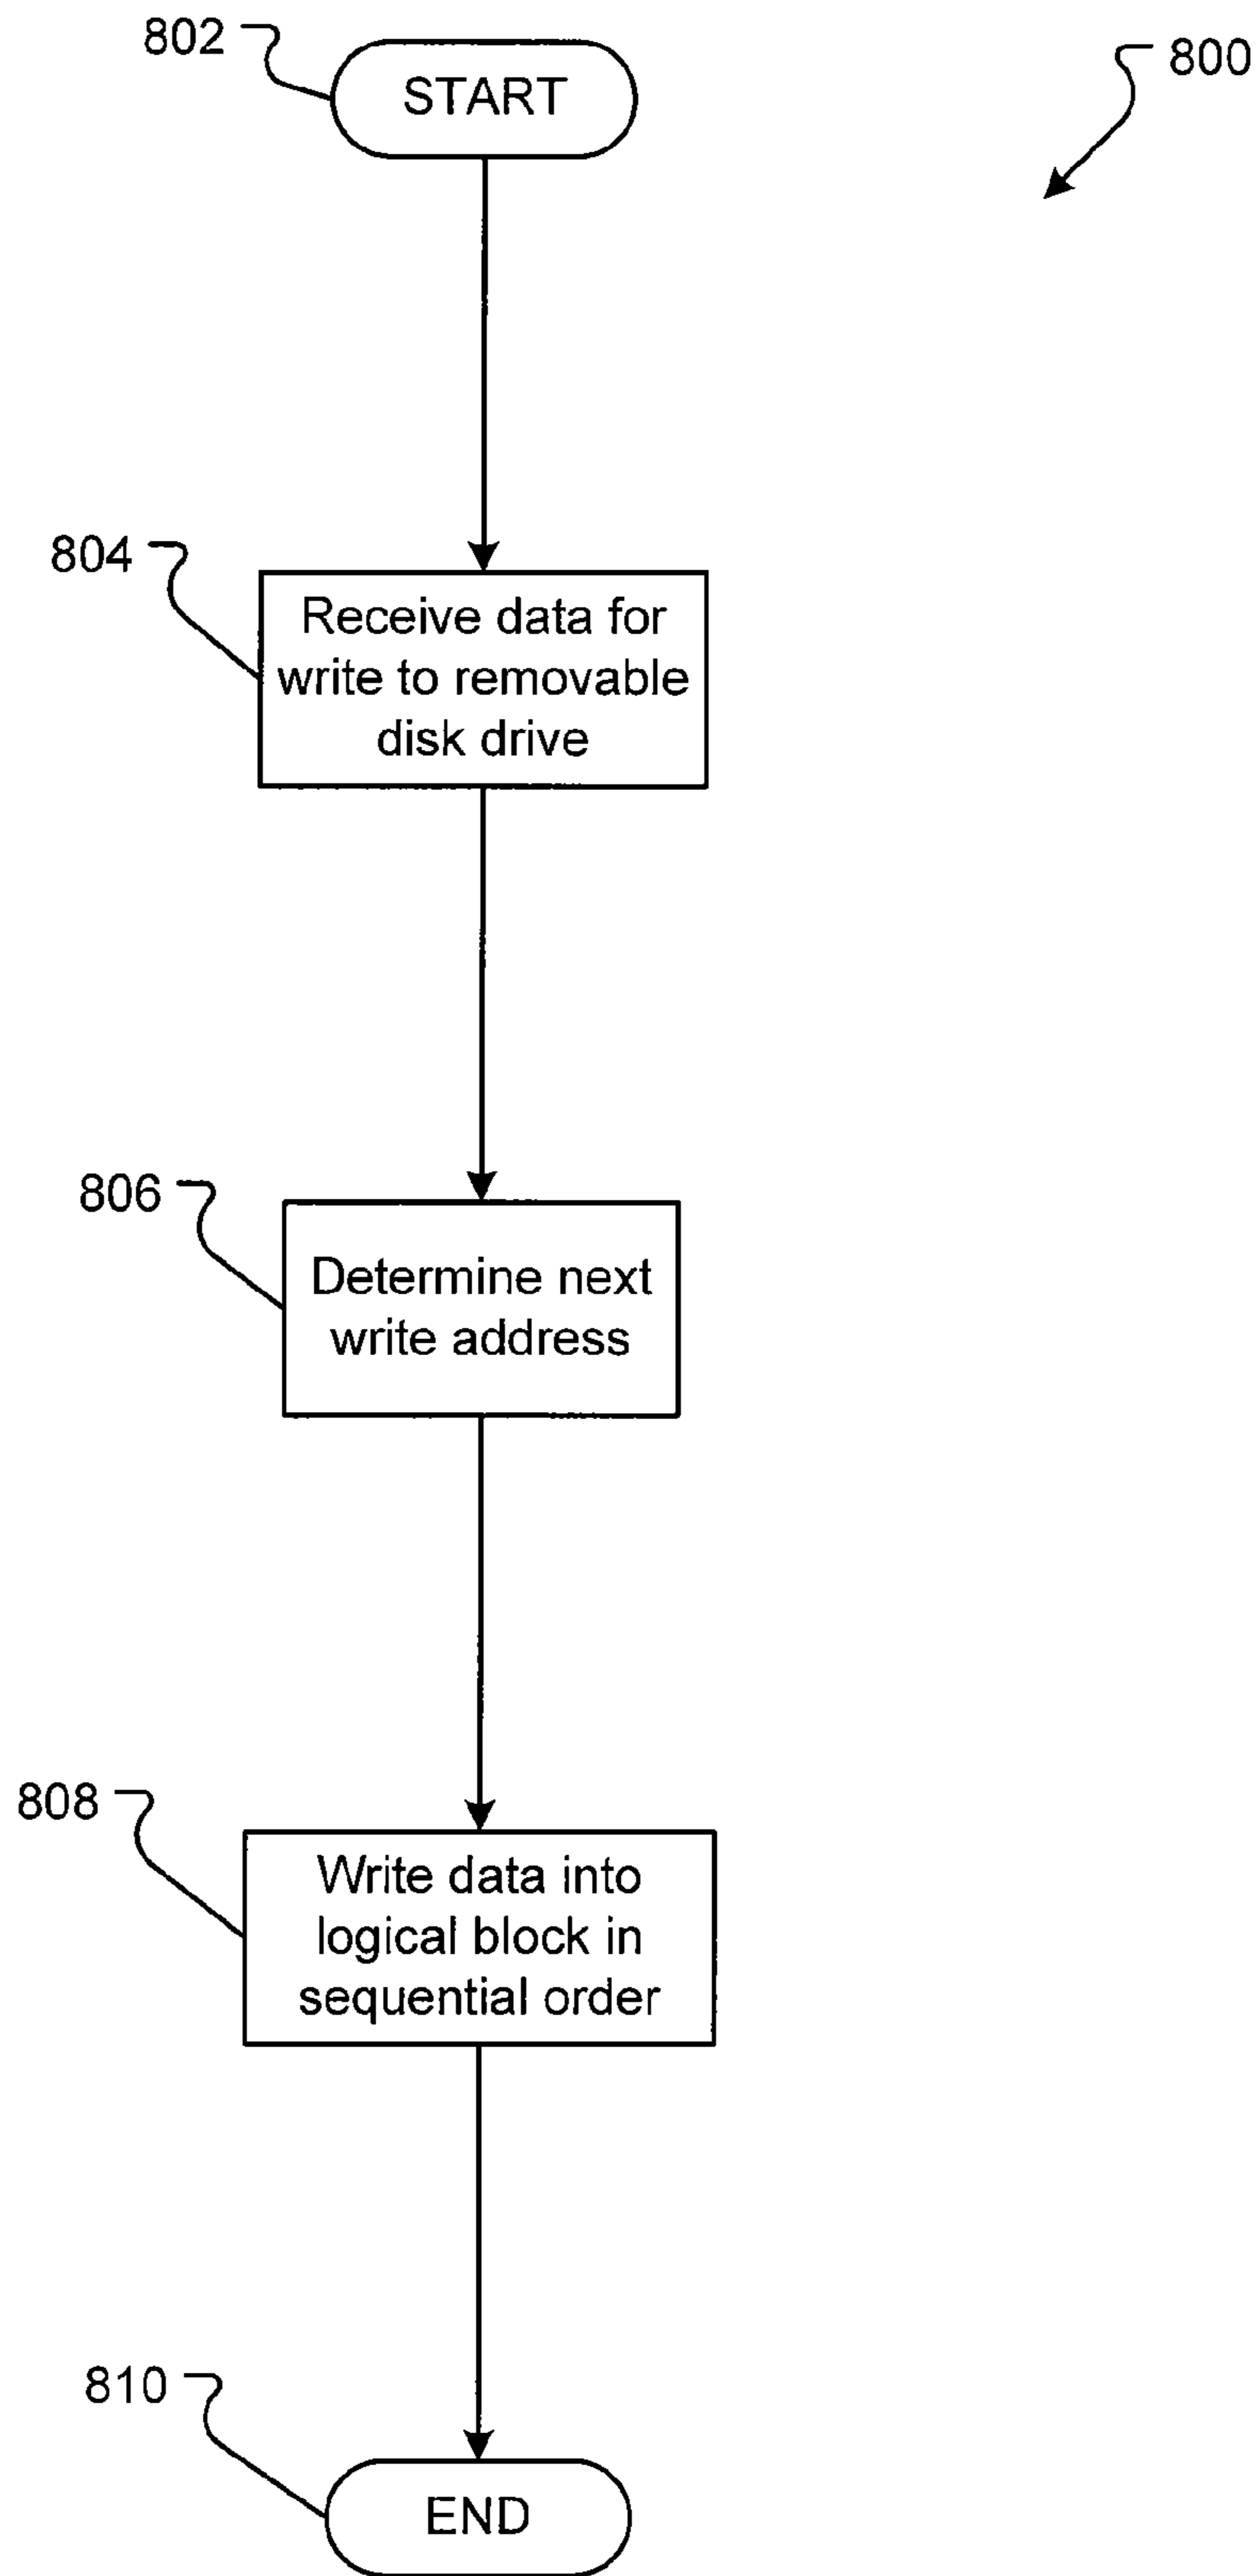 802
START
800
804
Receive data for
write to removable
disk drive
806
Determine next
write address
808
Write data into
logical block in
sequential order
810
END